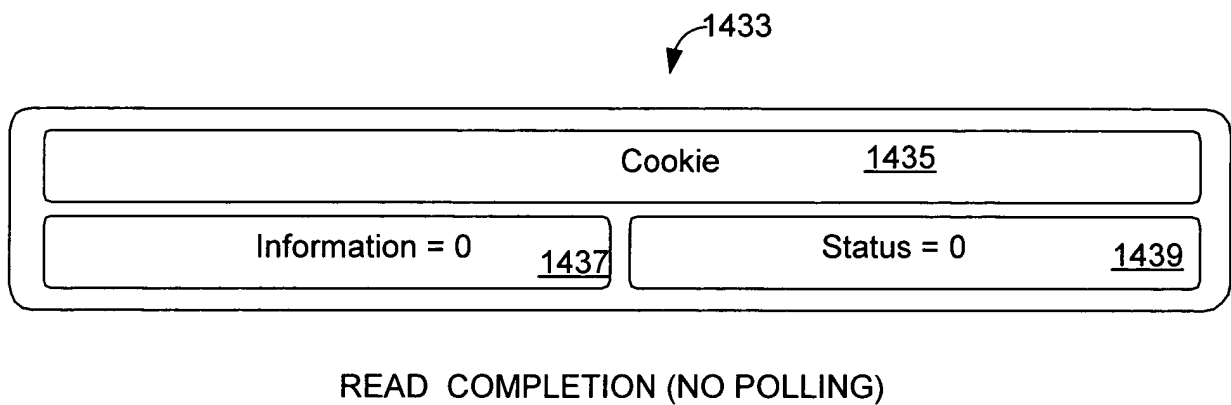 1433
Cookie 1435
Information = 0 1437 Status = 0 1439
READ COMPLETION (NO POLLING)